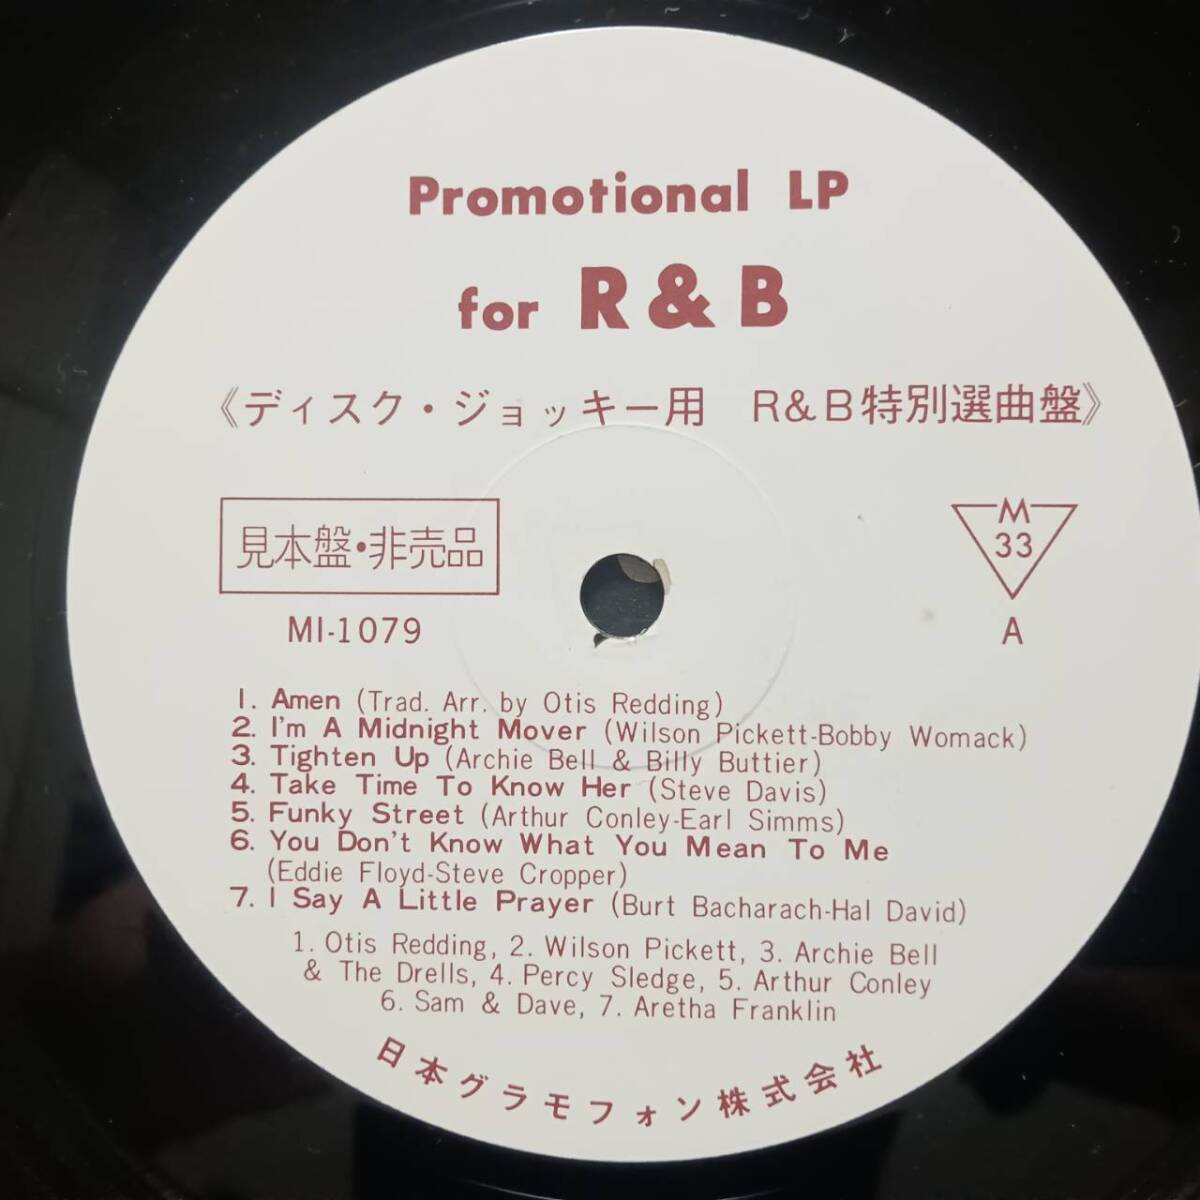 Promotional LP
for R & B
《ディスク・ジョッキー用 R&B特別選曲盤》
見本盤・非売品
MI-1079
M
33
A
1. Amen (Trad. Arr. by Otis Redding)
2. I'm A Midnight Mover (Wilson Pickett-Bobby Womack)
3. Tighten Up (Archie Bell & Billy Buttier)
4. Take Time To Know Her (Steve Davis)
5. Funky Street (Arthur Conley-Earl Simms)
6. You Don't Know What You Mean To Me
(Eddie Floyd-Steve Cropper)
7. I Say A Little Prayer (Burt Bacharach-Hal David)
1. Otis Redding, 2. Wilson Pickett, 3. Archie Bell
& The Drells, 4. Percy Sledge, 5. Arthur Conley
6. Sam & Dave, 7. Aretha Franklin
日本グラモフォン株式会社